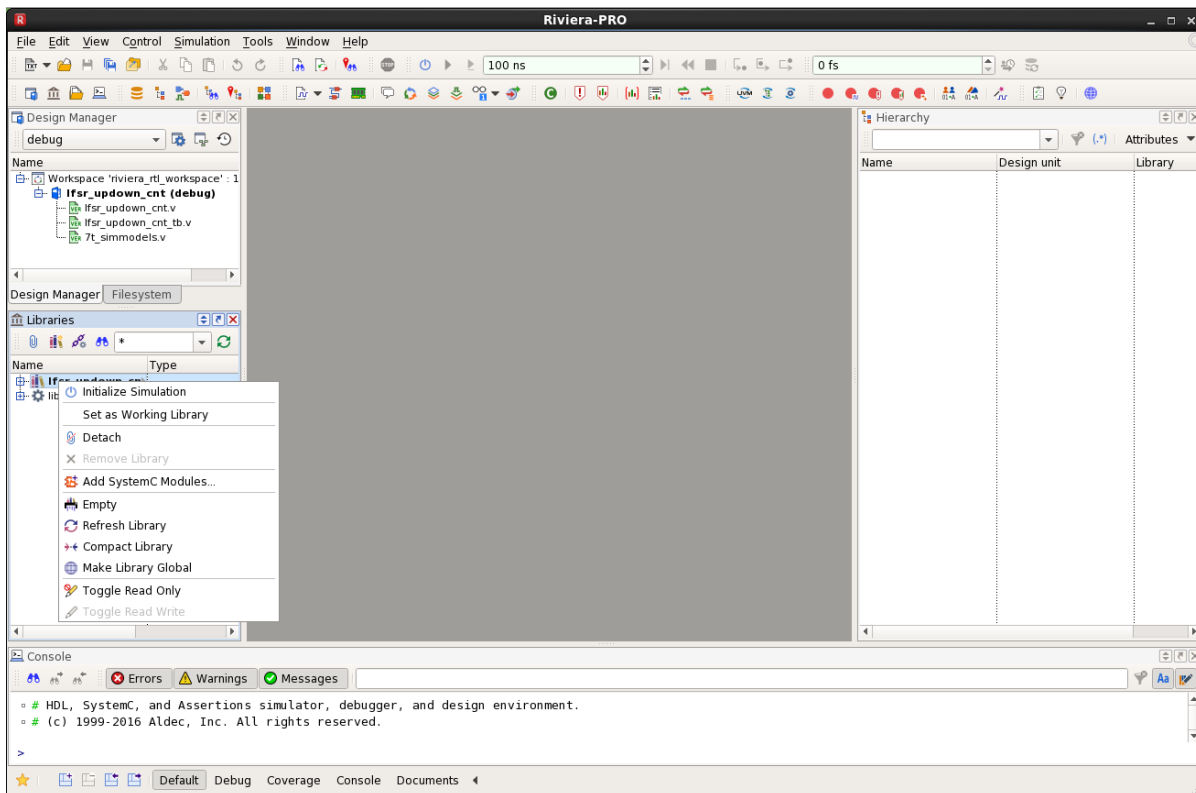 Riviera-PRO
File Edit View Control Simulation Tools Window Help
100 ns 0 fs
Design Manager
debug
Name
Workspace 'riviera_rtl_workspace' : 1
lfsr_updown_cnt (debug)
lfsr_updown_cnt.v
lfsr_updown_cnt_tb.v
7t_simmodels.v
Design Manager Filesystem
Libraries
*
Name Type
lib
Initialize Simulation
Set as Working Library
Detach
Remove Library
Add SystemC Modules...
Empty
Refresh Library
Compact Library
Make Library Global
Toggle Read Only
Toggle Read Write
Hierarchy
(.*) Attributes
Name Design unit Library
Console
Errors Warnings Messages
Aa
# HDL, SystemC, and Assertions simulator, debugger, and design environment.
# (c) 1999-2016 Aldec, Inc. All rights reserved.
>
Default Debug Coverage Console Documents